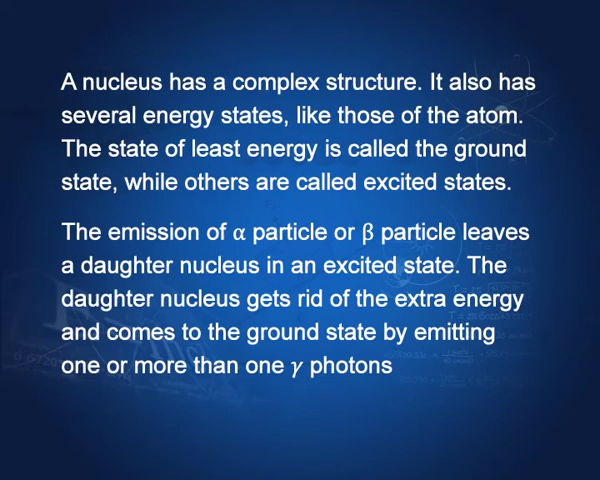 A nucleus has a complex structure. It also has
several energy states, like those of the atom.
The state of least energy is called the ground
state, while others are called excited states.
The emission of α particle or β particle leaves
a daughter nucleus in an excited state. The
daughter nucleus gets rid of the extra energy
and comes to the ground state by emitting
one or more than one γ photons